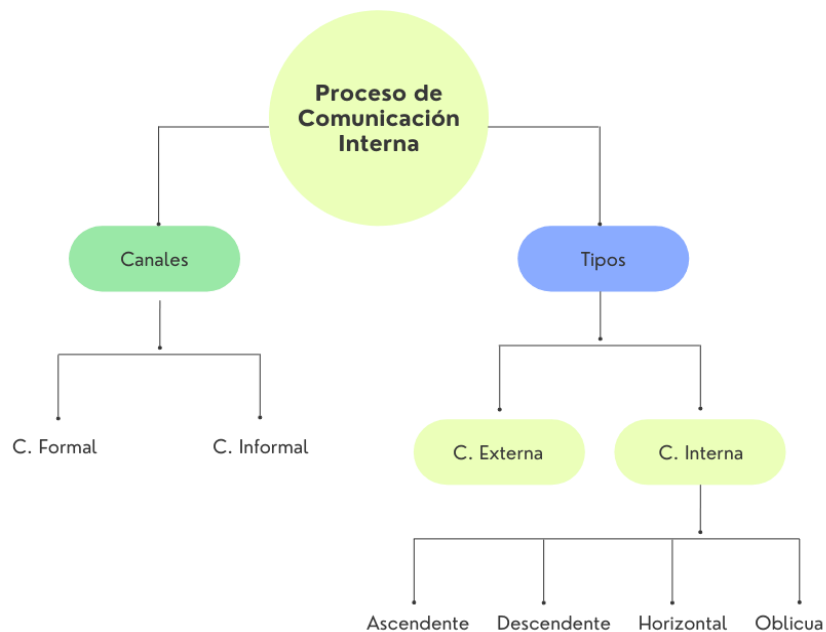 Proceso de
Comunicación
Interna
Canales
Tipos
C. Formal
C. Informal
C. Externa
C. Interna
Ascendente
Descendente
Horizontal
Oblicua